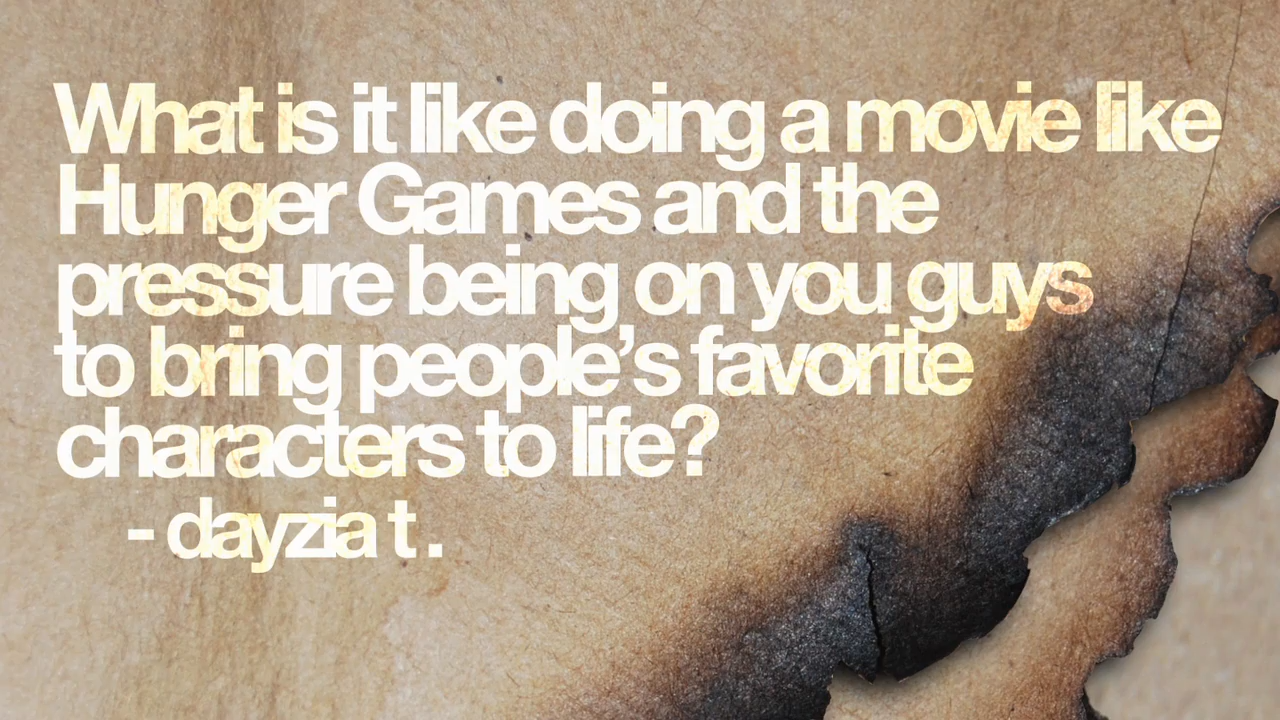 What is it like doing a movie like
Hunger Games and the
pressure being on you guys
to bring people’s favorite
characters to life?
- dayzia t .